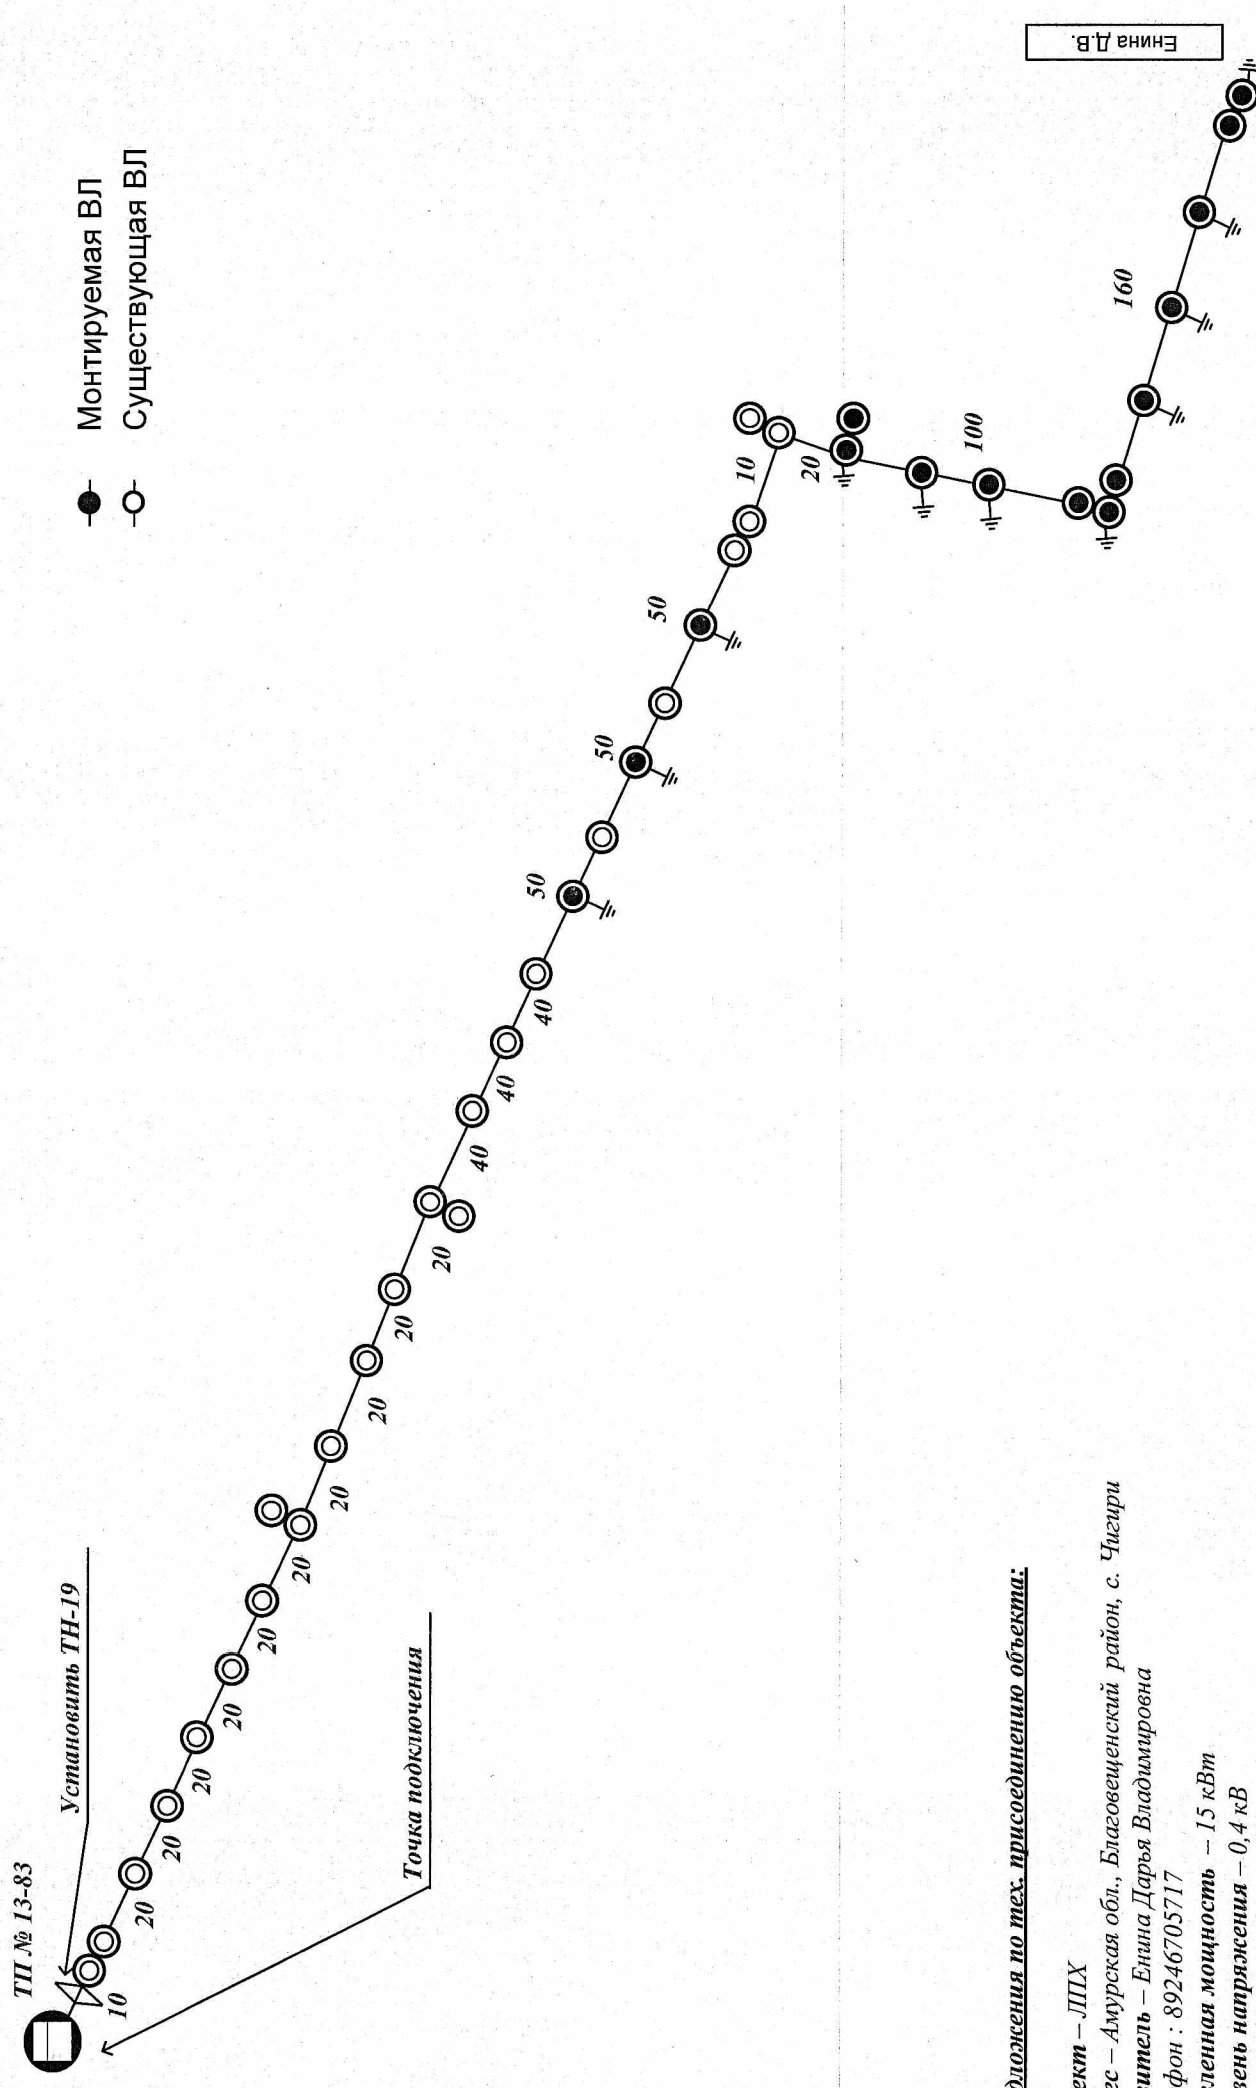 Енина Д.В.
Монтируемая ВЛ
Существующая ВЛ
ТП № 13-83
Установить ТН-19
Точка подключения
10
20
20
20
20
20
20
20
20
20
20
40
40
40
50
50
50
10
20
100
160
дложения по тех. присоединению объекта:
ект – ЛПХ
ес – Амурская обл., Благовещенский район, с. Чигири
витель – Енина Дарья Владимировна
фон : 89246705717
ленная мощность – 15 кВт
вень напряжения – 0,4 кВ